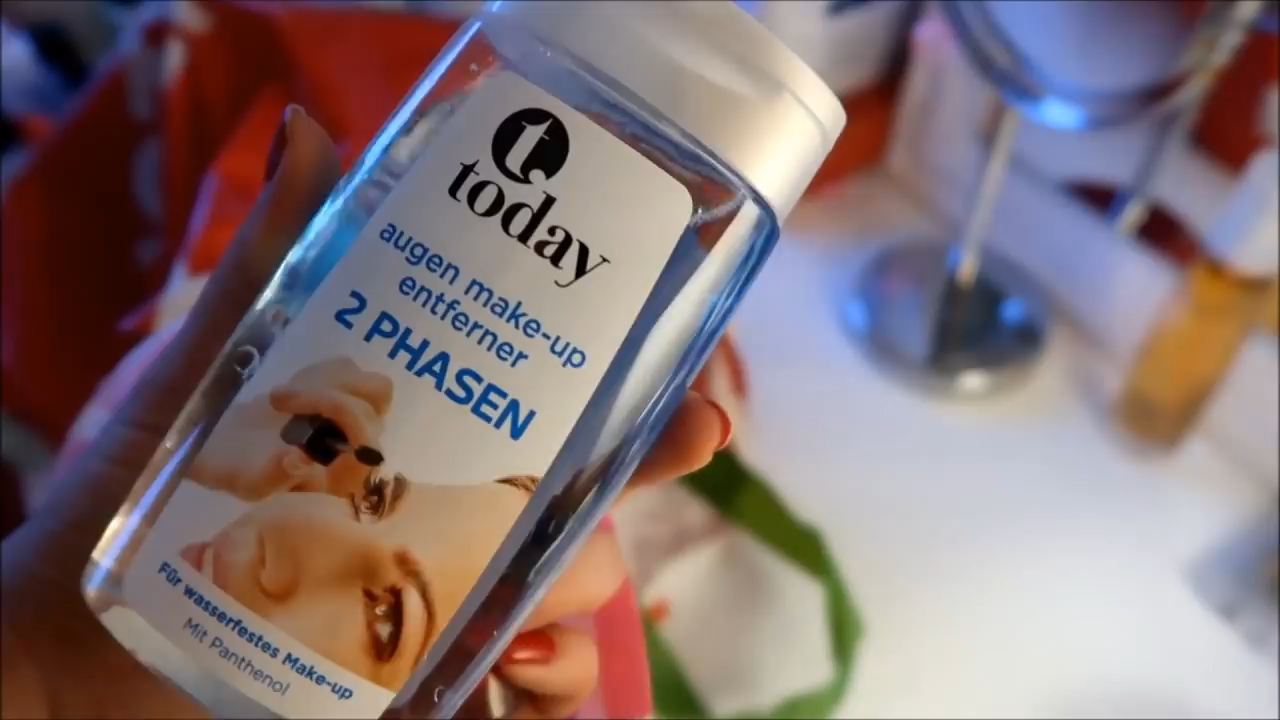 t
today
augen make-up
entferner
2 PHASEN
Für wasserfestes Make-up
Mit Panthenol